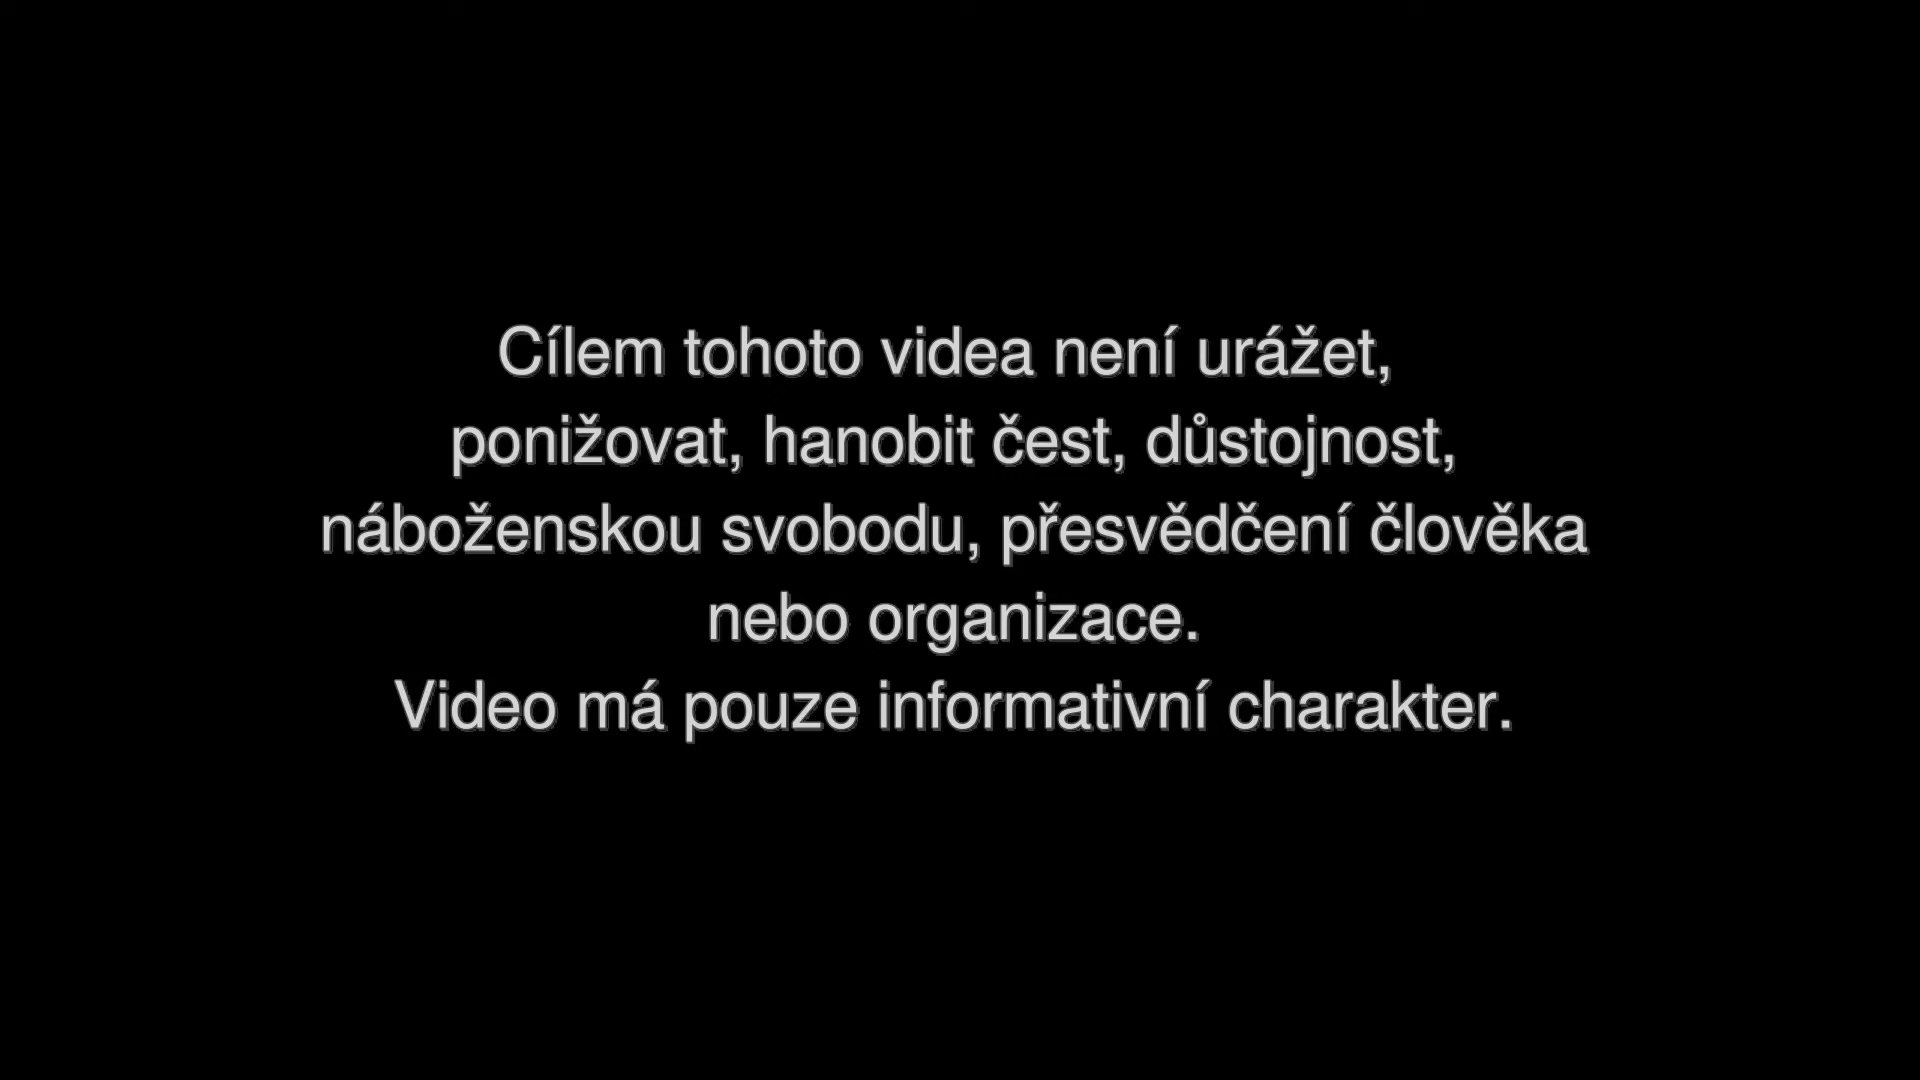 Cílem tohoto videa není urážet,
ponižovat, hanobit čest, důstojnost,
náboženskou svobodu, přesvědčení člověka
nebo organizace.
Video má pouze informativní charakter.